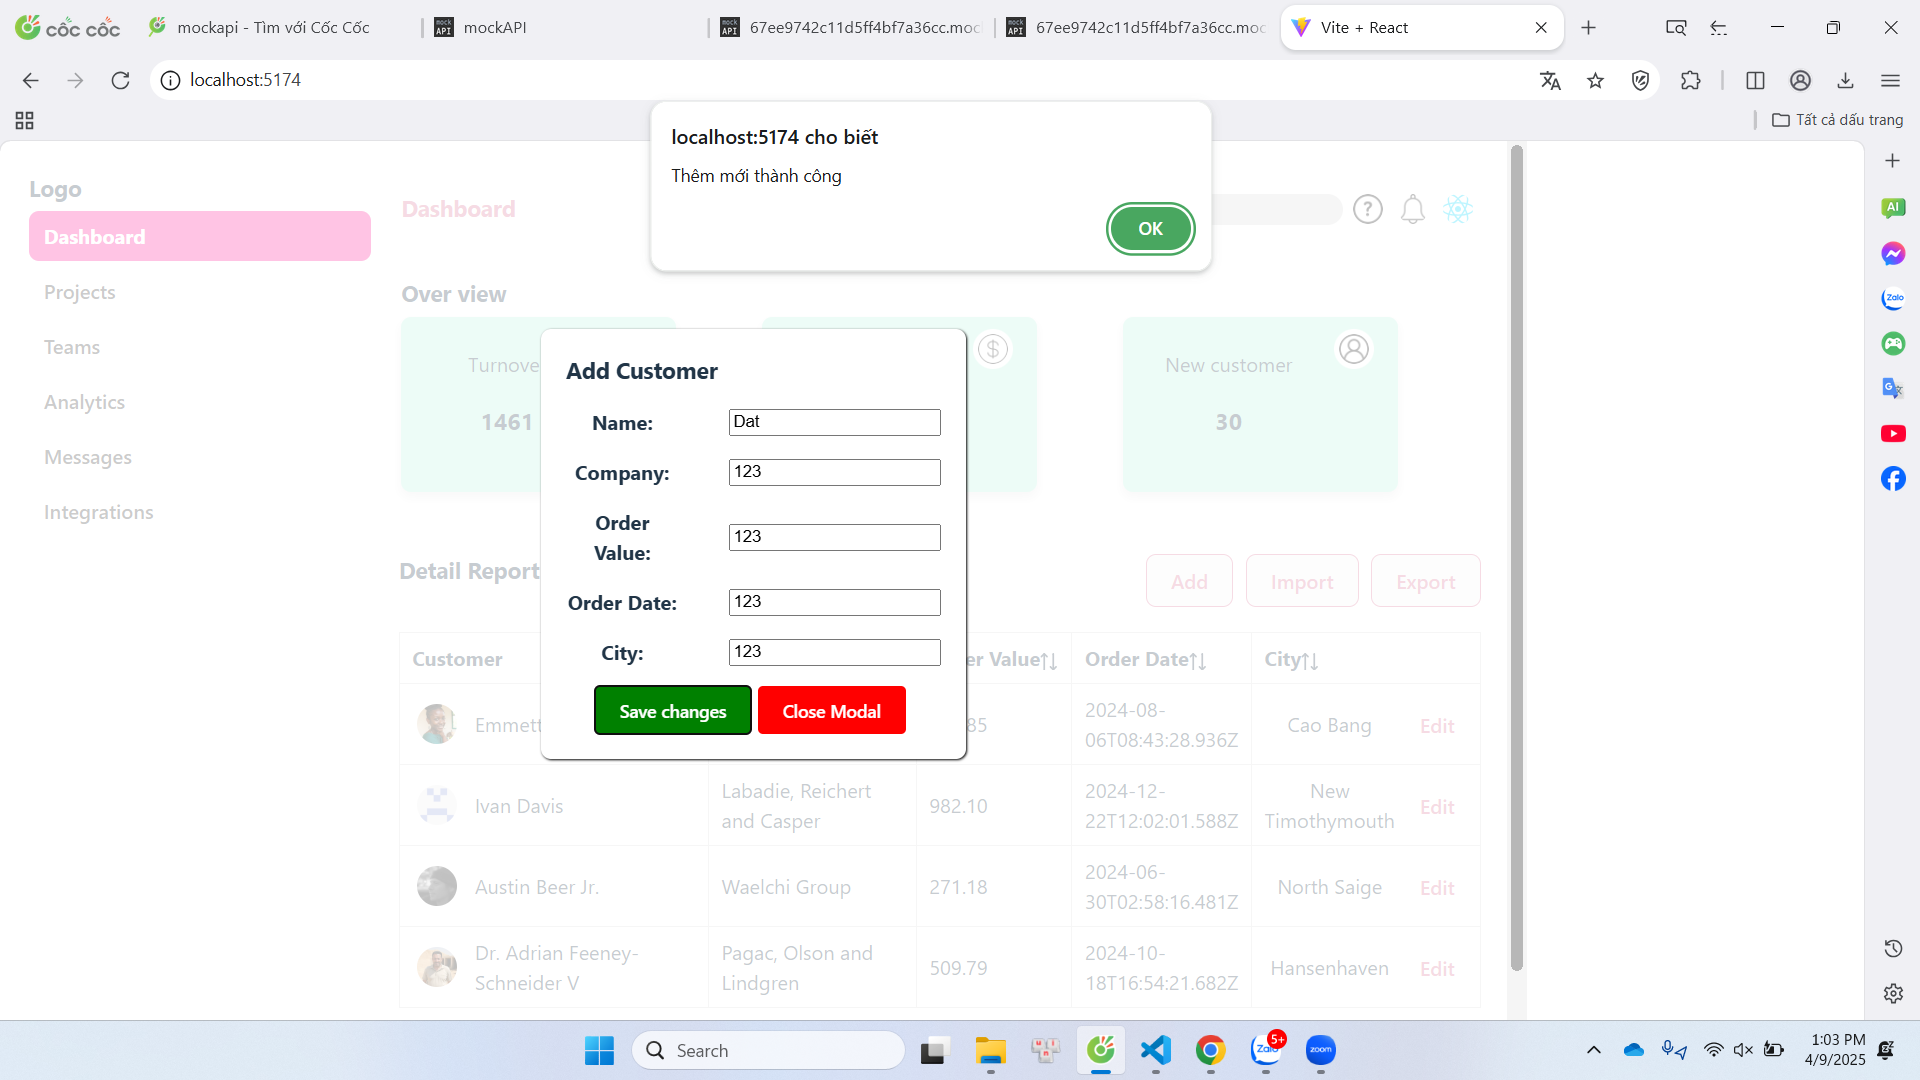 cốc cốc
mockapi - Tìm với Cốc Cốc
mockAPI
67ee9742c11d5ff4bf7a36cc.moc
67ee9742c11d5ff4bf7a36cc.moc
Vite + React
localhost:5174
Tất cả dấu trang
localhost:5174 cho biết
Thêm mới thành công
OK
Logo
Dashboard
Projects
Teams
Analytics
Messages
Integrations
Dashboard
Over view
Turnove
1461
New customer
30
Add Customer
Name:
Dat
Company:
123
Order
Value:
123
Order Date:
123
City:
123
Save changes
Close Modal
Detail Report
Add
Import
Export
Customer
er Value
Order Date
City
Emmett
85
2024-08-
06T08:43:28.936Z
Cao Bang
Edit
Ivan Davis
Labadie, Reichert
and Casper
982.10
2024-12-
22T12:02:01.588Z
New
Timothymouth
Edit
Austin Beer Jr.
Waelchi Group
271.18
2024-06-
30T02:58:16.481Z
North Saige
Edit
Dr. Adrian Feeney-
Schneider V
Pagac, Olson and
Lindgren
509.79
2024-10-
18T16:54:21.682Z
Hansenhaven
Edit
AI
Zalo
Search
5+
zoom
1:03 PM
4/9/2025